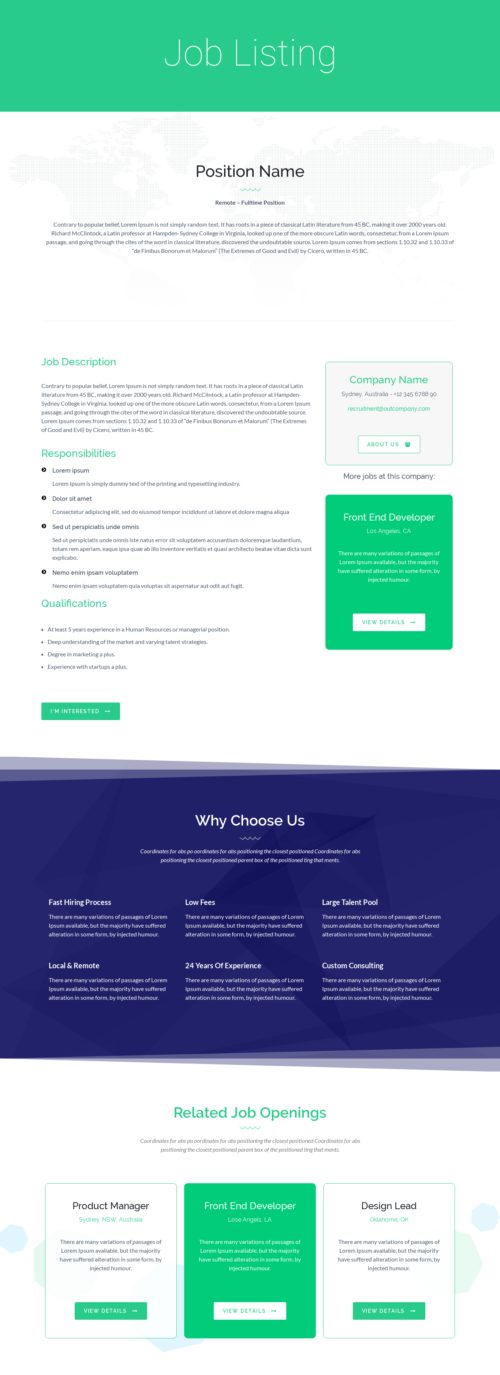 Job Listing
Position Name
Remote – Fulltime Position
Contrary to popular belief, Lorem Ipsum is not simply random text. It has roots in a piece of classical Latin literature from 45 BC, making it over 2000 years old.
Richard McClintock, a Latin professor at Hampden-Sydney College in Virginia, looked up one of the more obscure Latin words, consectetur, from a Lorem Ipsum
passage, and going through the cites of the word in classical literature, discovered the undoubtable source. Lorem Ipsum comes from sections 1.10.32 and 1.10.33 of
"de Finibus Bonorum et Malorum" (The Extremes of Good and Evil) by Cicero, written in 45 BC.
Job Description
Contrary to popular belief, Lorem Ipsum is not simply random text. It has roots in a piece of classical Latin
literature from 45 BC, making it over 2000 years old. Richard McClintock, a Latin professor at Hampden-
Sydney College in Virginia, looked up one of the more obscure Latin words, consectetur, from a Lorem Ipsum
passage, and going through the cites of the word in classical literature, discovered the undoubtable source.
Lorem Ipsum comes from sections 1.10.32 and 1.10.33 of "de Finibus Bonorum et Malorum" (The Extremes
of Good and Evil) by Cicero, written in 45 BC.
Responsibilities
Lorem ipsum
Lorem Ipsum is simply dummy text of the printing and typesetting industry.
Dolor sit amet
Consectetur adipiscing elit, sed do eiusmod tempor incididunt ut labore et dolore magna aliqua
Sed ut perspiciatis unde omnis
Sed ut perspiciatis unde omnis iste natus error sit voluptatem accusantium doloremque laudantium,
totam rem aperiam, eaque ipsa quae ab illo inventore veritatis et quasi architecto beatae vitae dicta sunt
explicabo.
Nemo enim ipsam voluptatem
Nemo enim ipsam voluptatem quia voluptas sit aspernatur aut odit aut fugit.
Qualifications
At least 5 years experience in a Human Resources or managerial position.
Deep understanding of the market and varying talent strategies.
Degree in marketing a plus.
Experience with startups a plus.
I'M INTERESTED
Company Name
Sydney, Australia - +12 345 6788 90
recruitment@outcompany.com
ABOUT US
More jobs at this company:
Front End Developer
Los Angeles, CA
There are many variations of passages of
Lorem Ipsum available, but the majority
have suffered alteration in some form, by
injected humour.
VIEW DETAILS
Why Choose Us
Coordinates for abs po oordinates for abs positioning the closest positioned Coordinates for abs
positioning the closest positioned parent box of the positioned ting that ments.
Fast Hiring Process
There are many variations of passages of Lorem
Ipsum available, but the majority have suffered
alteration in some form, by injected humour.
Low Fees
There are many variations of passages of Lorem
Ipsum available, but the majority have suffered
alteration in some form, by injected humour.
Large Talent Pool
There are many variations of passages of Lorem
Ipsum available, but the majority have suffered
alteration in some form, by injected humour.
Local & Remote
There are many variations of passages of Lorem
Ipsum available, but the majority have suffered
alteration in some form, by injected humour.
24 Years Of Experience
There are many variations of passages of Lorem
Ipsum available, but the majority have suffered
alteration in some form, by injected humour.
Custom Consulting
There are many variations of passages of Lorem
Ipsum available, but the majority have suffered
alteration in some form, by injected humour.
Related Job Openings
Coordinates for abs po oordinates for abs positioning the closest positioned Coordinates for abs
positioning the closest positioned parent box of the positioned ting that ments.
Product Manager
Sydney, NSW, Australia
There are many variations of passages
of Lorem Ipsum available, but the majority
have suffered alteration in some form, by
injected humour.
VIEW DETAILS
Front End Developer
Lose Angels, LA
There are many variations of passages of
Lorem Ipsum available, but the majority have
suffered alteration in some form, by injected
humour.
VIEW DETAILS
Design Lead
Oklahoma, OK
There are many variations of passages
of Lorem Ipsum available, but the majority
have suffered alteration in some form, by
injected humour.
VIEW DETAILS